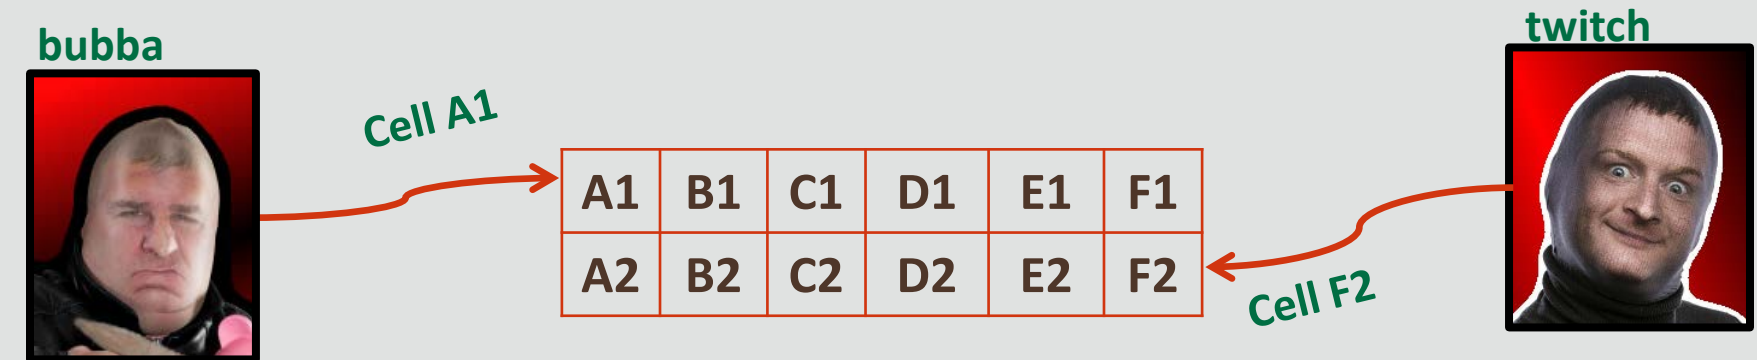 bubba
twitch
Cell A1
A1 B1 C1 D1 E1 F1
A2 B2 C2 D2 E2 F2
Cell F2